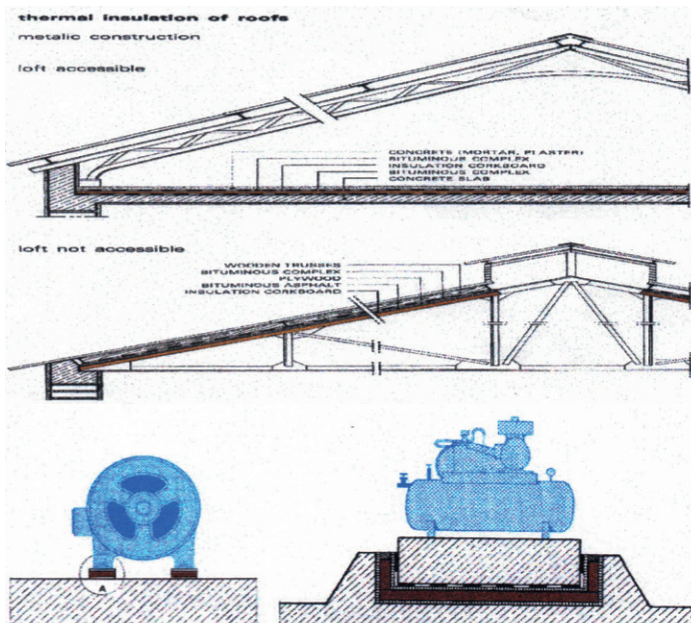 thermal insulation of roofs
metalic construction
loft accessible
CONCRETE (MORTAR, PLASTER)
BITUMINOUS COMPLEX
INSULATION CORKBOARD
BITUMINOUS COMPLEX
CONCRETE SLAB
loft not accessible
WOODEN TRUSSES
BITUMINOUS COMPLEX
PLYWOOD
BITUMINOUS ASPHALT
INSULATION CORKBOARD
A